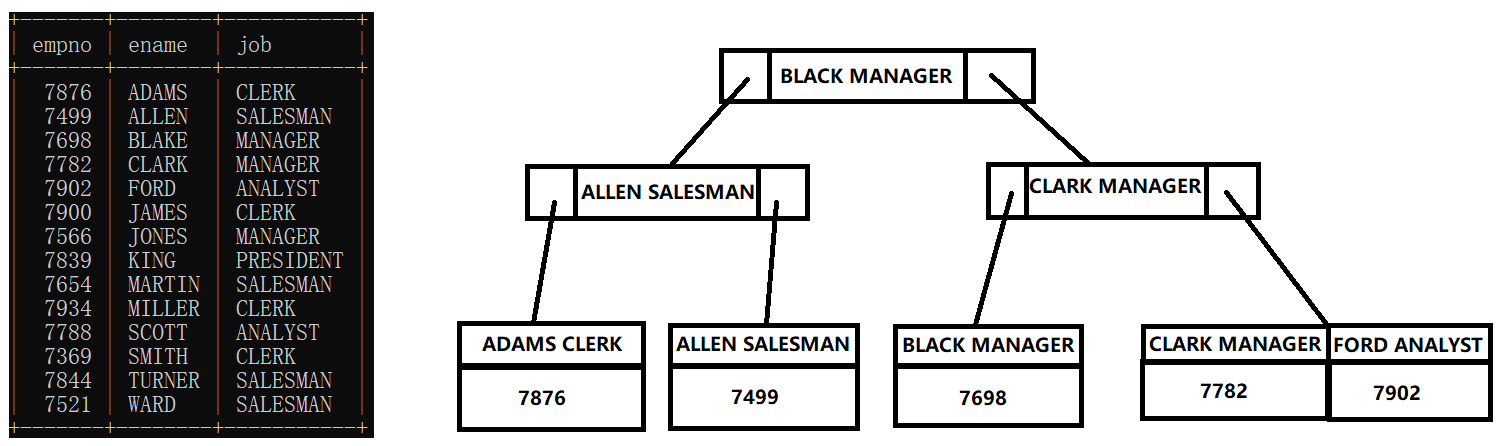 empno ename job
7876 ADAMS CLERK
7499 ALLEN SALESMAN
7698 BLAKE MANAGER
7782 CLARK MANAGER
7902 FORD ANALYST
7900 JAMES CLERK
7566 JONES MANAGER
7839 KING PRESIDENT
7654 MARTIN SALESMAN
7934 MILLER CLERK
7788 SCOTT ANALYST
7369 SMITH CLERK
7844 TURNER SALESMAN
7521 WARD SALESMAN
BLACK MANAGER
ALLEN SALESMAN
CLARK MANAGER
ADAMS CLERK
7876
ALLEN SALESMAN
7499
BLACK MANAGER
7698
CLARK MANAGER
7782
FORD ANALYST
7902